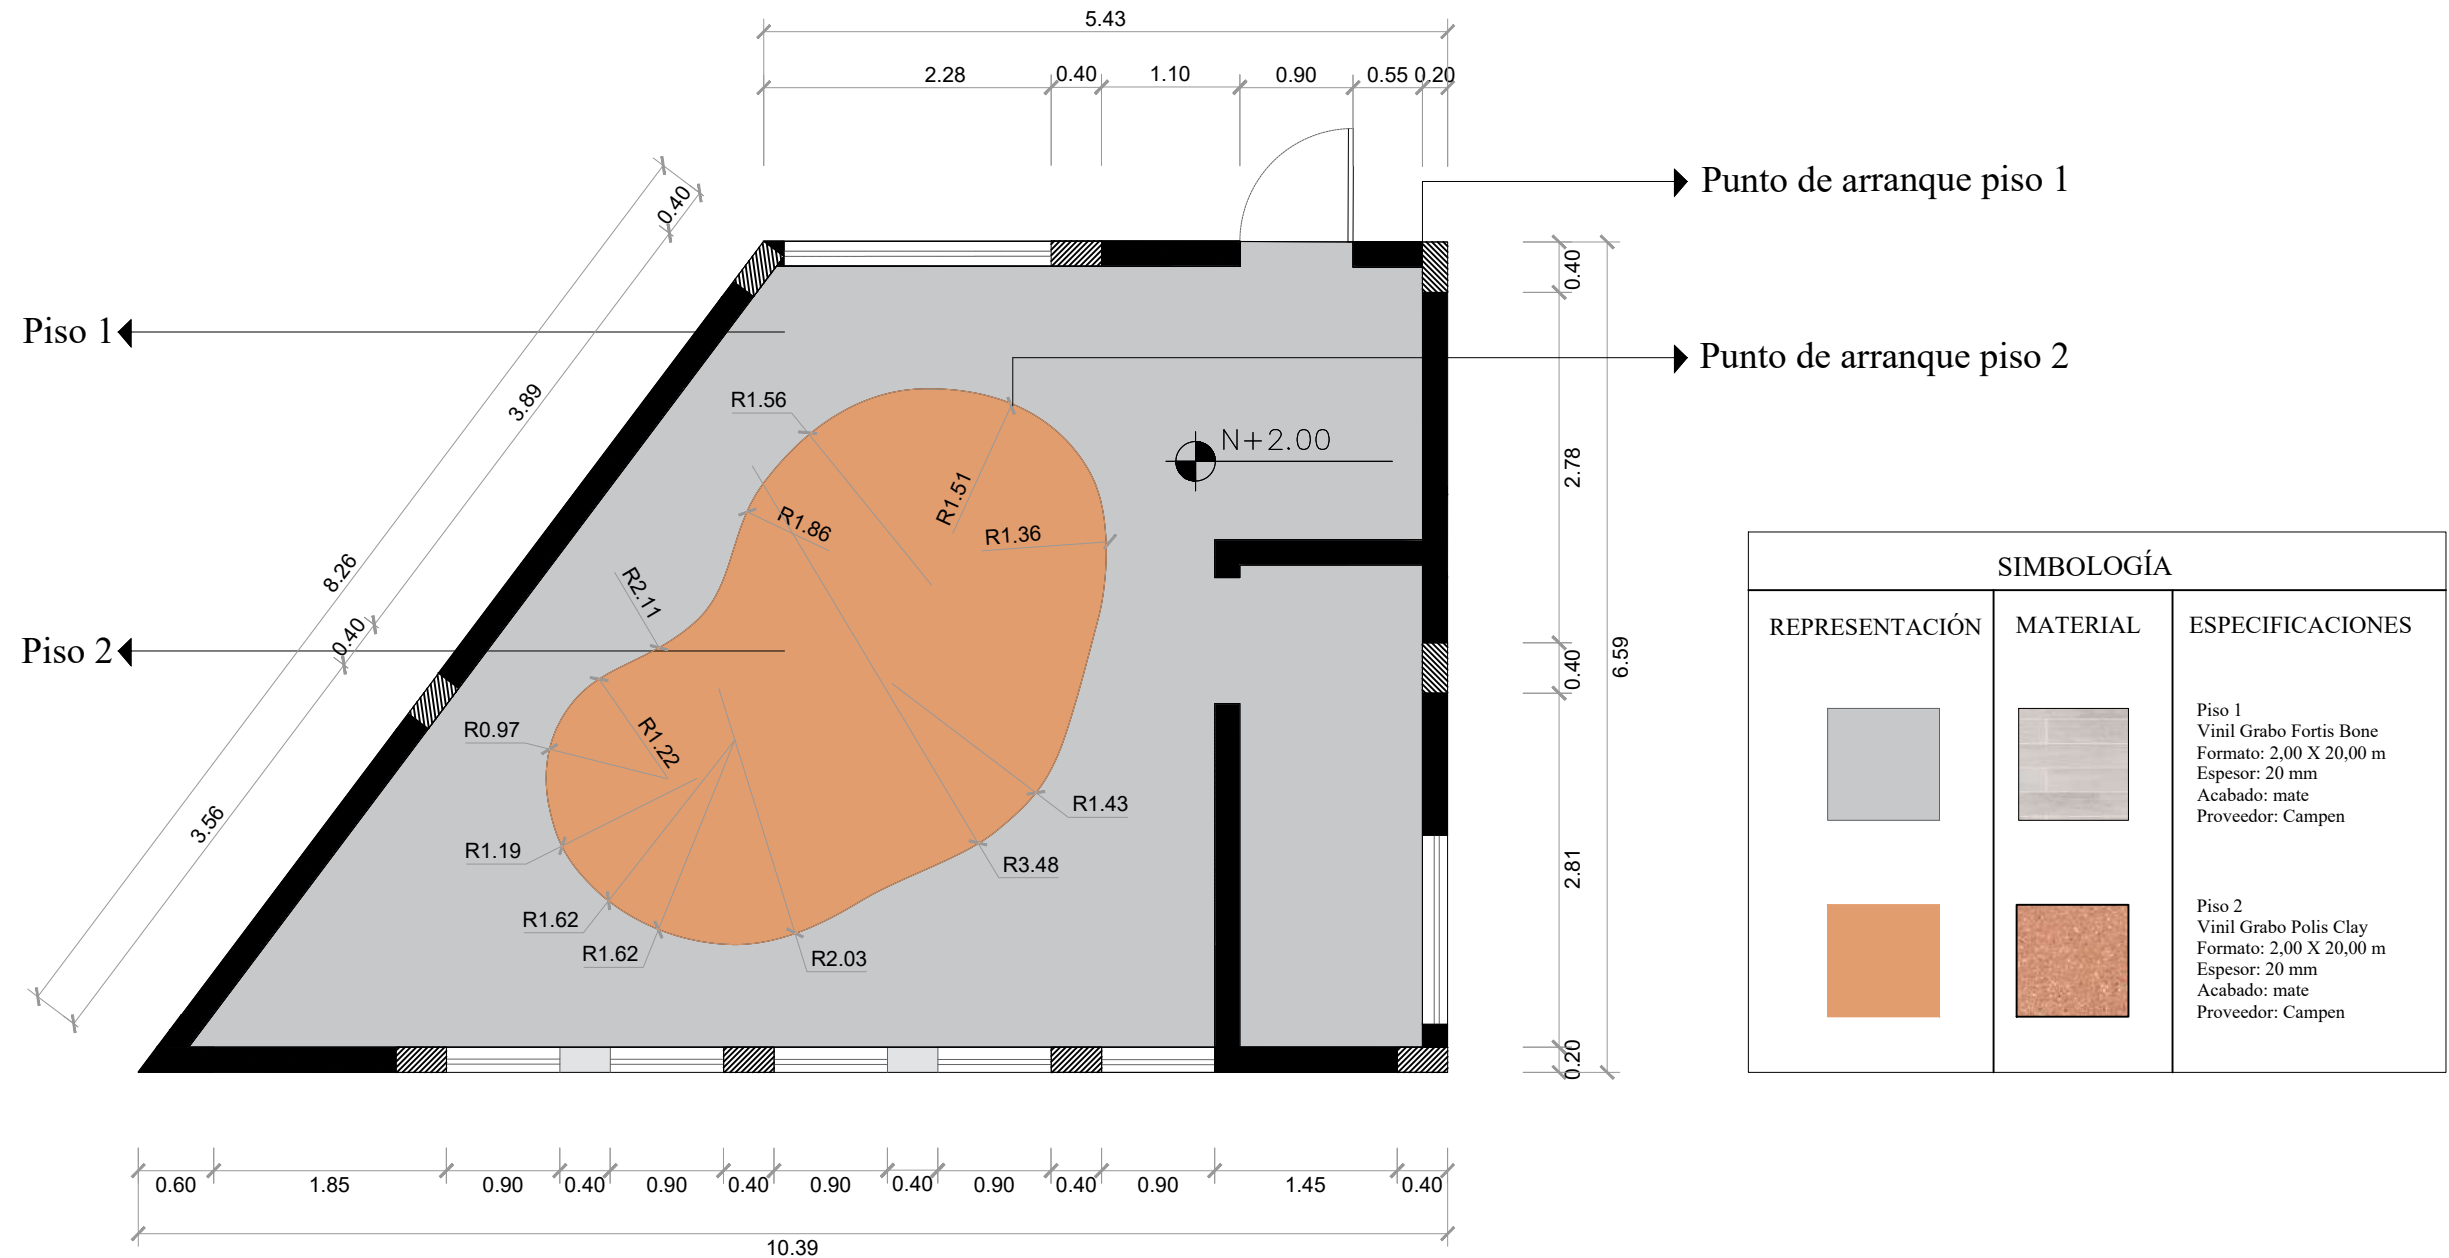 5.43
2.28
0.40
1.10
0.90
0.55
0.20
Punto de arranque piso 1
0.40
Piso 1
0.40
Punto de arranque piso 2
3.89
R1.56
N+2.00
2.78
R1.51
R1.86
R1.36
8.26
R2.11
0.40
Piso 2
0.40
6.59
R0.97
R1.22
3.56
R1.43
R1.19
R3.48
2.81
R1.62
R1.62
R2.03
0.20
0.60
1.85
0.90
0.40
0.90
0.40
0.90
0.40
0.90
0.40
0.90
1.45
0.40
10.39
SIMBOLOGÍA
REPRESENTACIÓN
MATERIAL
ESPECIFICACIONES
Piso 1
Vinil Grabo Fortis Bone
Formato: 2,00 X 20,00 m
Espesor: 20 mm
Acabado: mate
Proveedor: Campen
Piso 2
Vinil Grabo Polis Clay
Formato: 2,00 X 20,00 m
Espesor: 20 mm
Acabado: mate
Proveedor: Campen